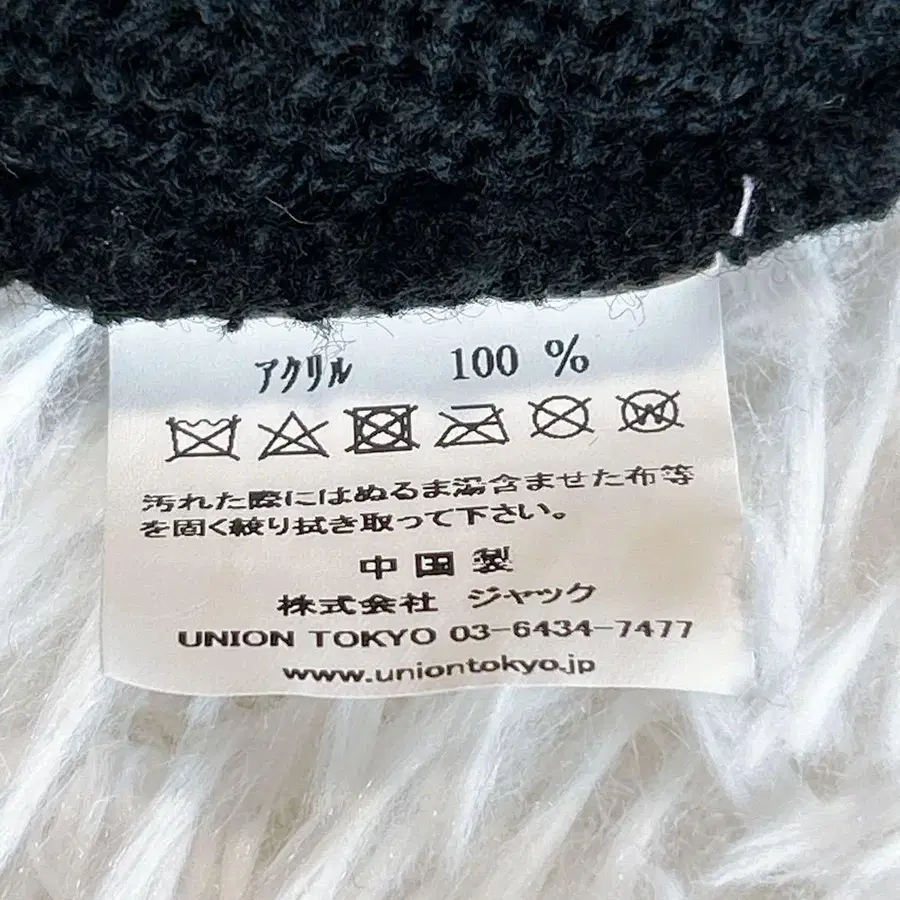 アクリル 100 %
汚れた際にはぬるま湯含ませた布等
を固く絞り拭き取って下さい。
中国製
株式会社 ジャック
UNION TOKYO 03-6434-7477
www.uniontokyo.jp